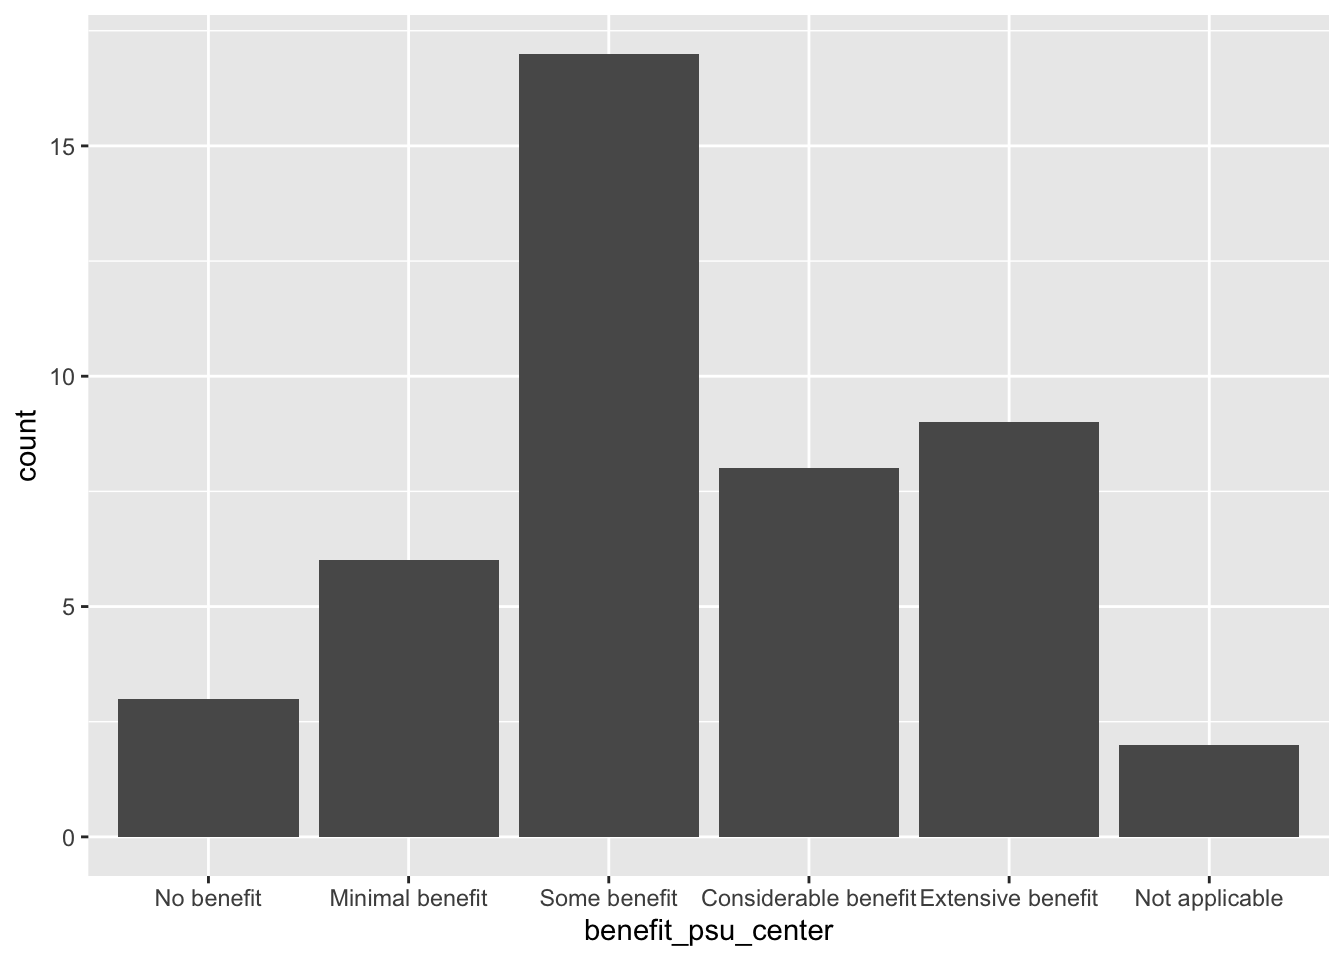 15
10
5
0
count
No benefit
Minimal benefit
Some benefit
Considerable benefit
Extensive benefit
Not applicable
benefit_psu_center